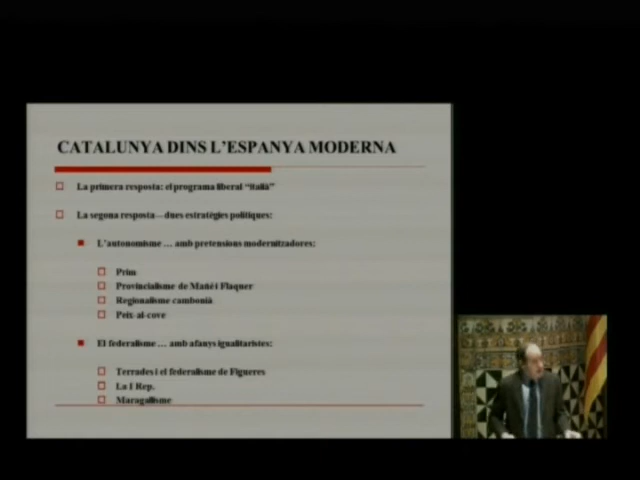 CATALUNYA DINS L'ESPANYA MODERNA
La primera resposta: el programa liberal "italià"
La segona resposta—dues estratègies polítiques:
L'autonomisme … amb pretensions modernitzadores:
Prim
Provincialisme de Mañé i Flaquer
Regionalisme cambonià
Peix-al-cove
El federalisme … amb afanys igualitaristes:
Terrades i el federalisme de Figueres
La I Rep.
Maragallisme